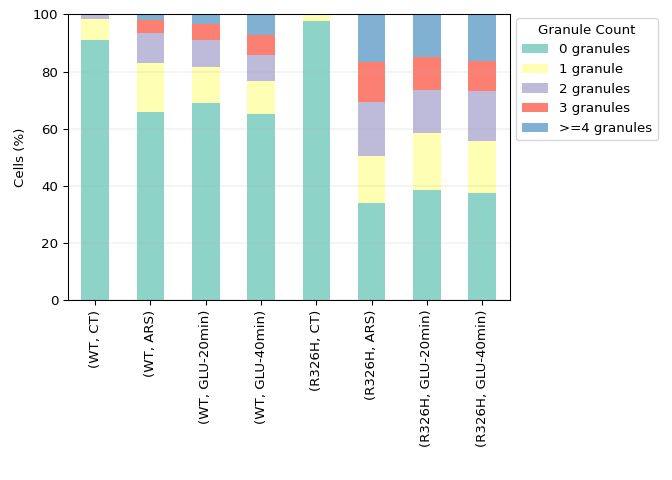 100
80
60
40
20
0
Cells (%)
(WT, CT)
(WT, ARS)
(WT, GLU-20min)
(WT, GLU-40min)
(R326H, CT)
(R326H, ARS)
(R326H, GLU-20min)
(R326H, GLU-40min)
Granule Count
0 granules
1 granule
2 granules
3 granules
>=4 granules